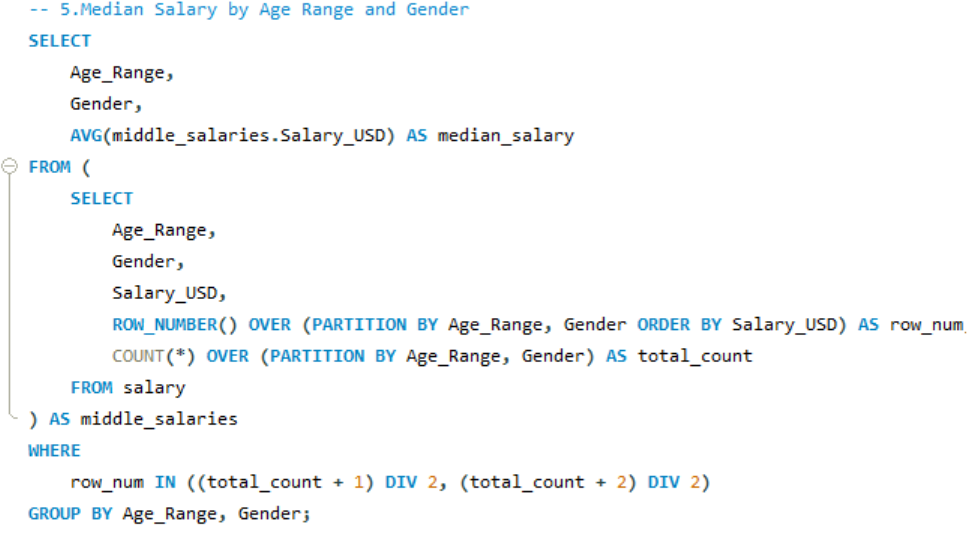 -- 5.Median Salary by Age Range and Gender
SELECT
    Age_Range,
    Gender,
    AVG(middle_salaries.Salary_USD) AS median_salary
FROM (
    SELECT
        Age_Range,
        Gender,
        Salary_USD,
        ROW_NUMBER() OVER (PARTITION BY Age_Range, Gender ORDER BY Salary_USD) AS row_num,
        COUNT(*) OVER (PARTITION BY Age_Range, Gender) AS total_count
    FROM salary
) AS middle_salaries
WHERE
    row_num IN ((total_count + 1) DIV 2, (total_count + 2) DIV 2)
GROUP BY Age_Range, Gender;